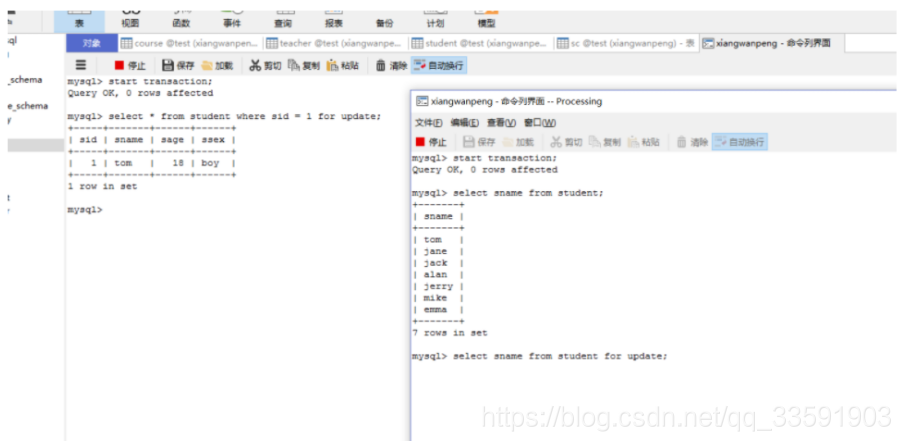 表 视图 函数 事件 查询 报表 备份 计划 模型
对象 course @test (xiangwanpen... teacher @test (xiangwanpe... student @test (xiangwanpe... sc @test (xiangwanpeng) - 表 xiangwanpeng - 命令列界面
停止 保存 加载 剪切 复制 粘贴 清除 自动换行
_schema
e_schema
mysql> start transaction;
Query OK, 0 rows affected
mysql> select * from student where sid = 1 for update;
+-----+-------+------+------+
| sid | sname | sage | ssex |
+-----+-------+------+------+
| 1 | tom | 18 | boy |
+-----+-------+------+------+
1 row in set
mysql>
xiangwanpeng - 命令列界面 -- Processing
文件(F) 编辑(E) 查看(V) 窗口(W)
停止 保存 加载 剪切 复制 粘贴 清除 自动换行
mysql> start transaction;
Query OK, 0 rows affected
mysql> select sname from student;
+-------+
| sname |
+-------+
| tom |
| jane |
| jack |
| alan |
| jerry |
| mike |
| emma |
+-------+
7 rows in set
mysql> select sname from student for update;
https://blog.csdn.net/qq_33591903